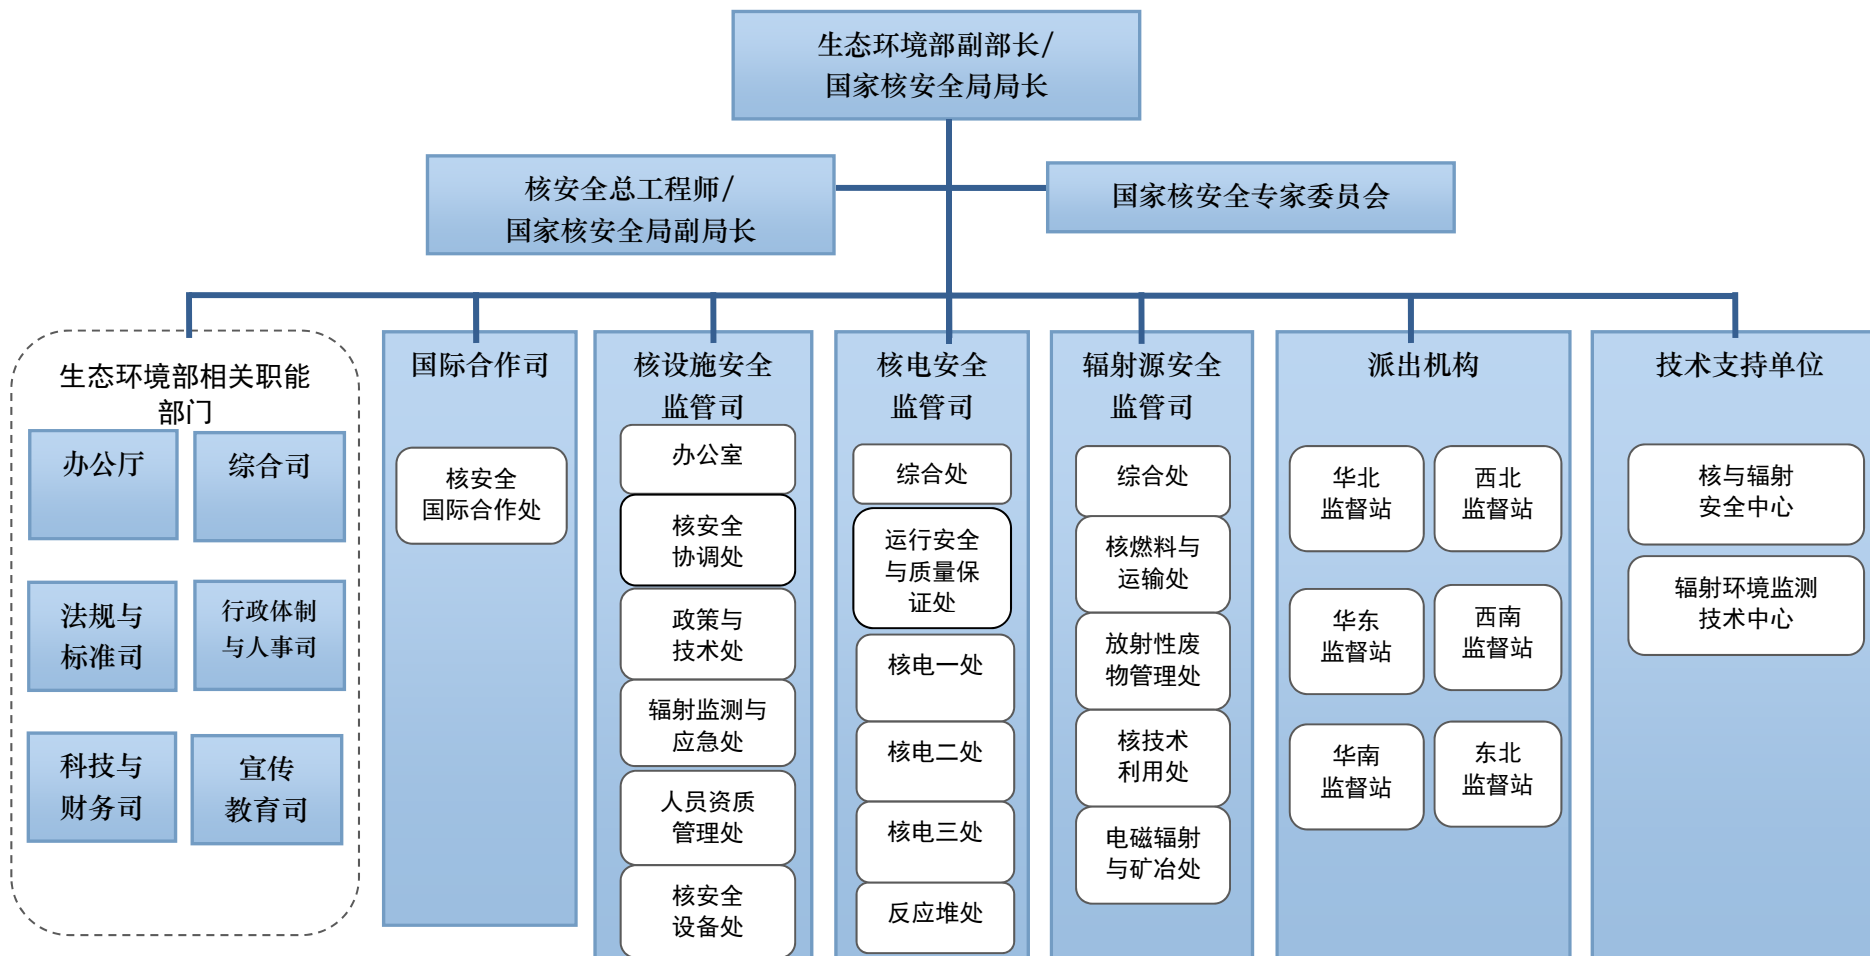 生态环境部副部长/
国家核安全局局长
核安全总工程师/
国家核安全局副局长
国家核安全专家委员会
生态环境部相关职能
部门
办公厅
综合司
法规与
标准司
行政体制
与人事司
科技与
财务司
宣传
教育司
国际合作司
核安全
国际合作处
核设施安全
监管司
办公室
核安全
协调处
政策与
技术处
辐射监测与
应急处
人员资质
管理处
核安全
设备处
核电安全
监管司
综合处
运行安全
与质量保
证处
核电一处
核电二处
核电三处
反应堆处
辐射源安全
监管司
综合处
核燃料与
运输处
放射性废
物管理处
核技术
利用处
电磁辐射
与矿冶处
派出机构
华北
监督站
西北
监督站
华东
监督站
西南
监督站
华南
监督站
东北
监督站
技术支持单位
核与辐射
安全中心
辐射环境监测
技术中心